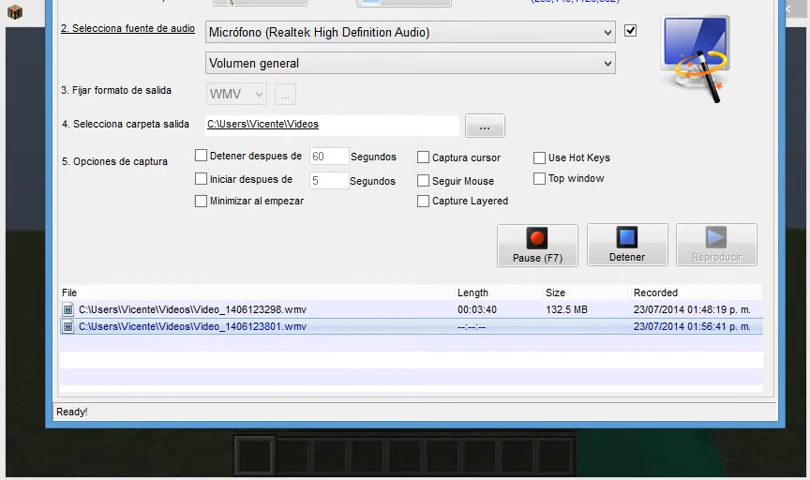 2. Selecciona fuente de audio
Micrófono (Realtek High Definition Audio)
Volumen general
3. Fijar formato de salida
WMV
...
4. Selecciona carpeta salida
C:\Users\Vicente\Videos
...
5. Opciones de captura
Detener despues de 60 Segundos
Captura cursor
Use Hot Keys
Iniciar despues de 5 Segundos
Seguir Mouse
Top window
Minimizar al empezar
Capture Layered
Pause (F7)
Detener
Reproducir
File Length Size Recorded
C:\Users\Vicente\Videos\Video_1406123298.wmv 00:03:40 132.5 MB 23/07/2014 01:48:19 p. m.
C:\Users\Vicente\Videos\Video_1406123801.wmv --:--:-- 23/07/2014 01:56:41 p. m.
Ready!